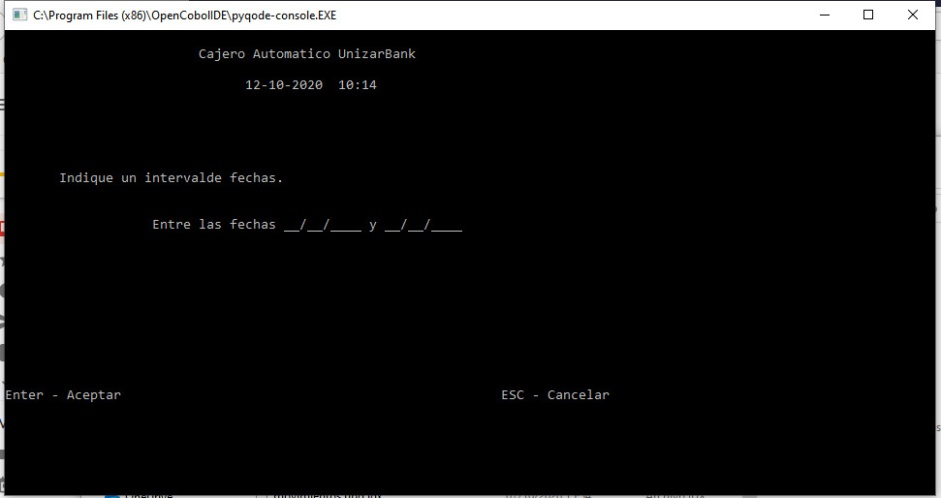 C:\Program Files (x86)\OpenCobolIDE\pyqode-console.EXE
Cajero Automatico UnizarBank
12-10-2020 10:14
Indique un intervalde fechas.
Entre las fechas __/__/____ y __/__/____
Enter - Aceptar ESC - Cancelar